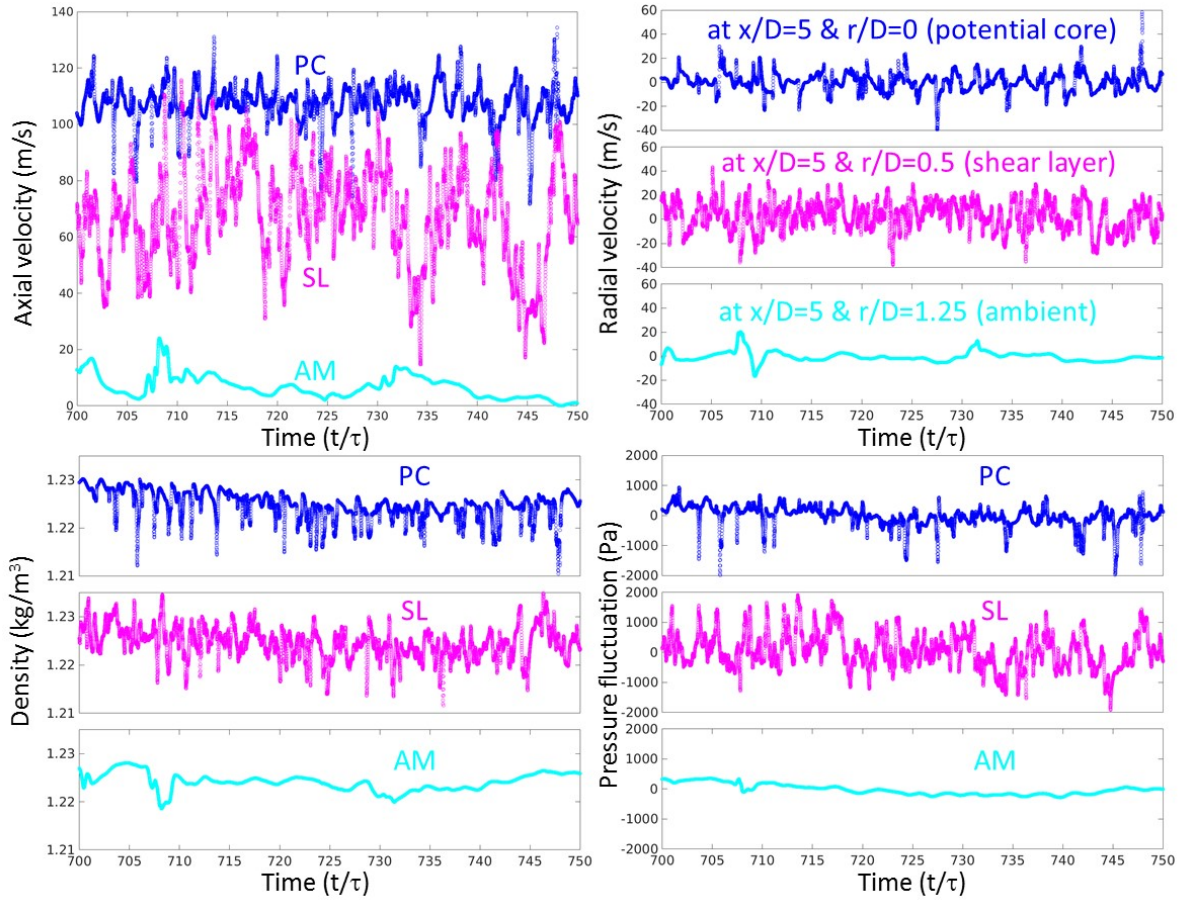 Axial velocity (m/s)
140
120
100
80
60
40
20
0
PC
SL
AM
700 705 710 715 720 725 730 735 740 745 750
Time (t/τ)
Radial velocity (m/s)
at x/D=5 & r/D=0 (potential core)
60
40
20
0
-20
-40
at x/D=5 & r/D=0.5 (shear layer)
60
40
20
0
-20
-40
at x/D=5 & r/D=1.25 (ambient)
60
40
20
0
-20
-40
700 705 710 715 720 725 730 735 740 745 750
Time (t/τ)
Density (kg/m³)
PC
1.23
1.22
1.21
SL
1.23
1.22
1.21
AM
1.23
1.22
1.21
700 705 710 715 720 725 730 735 740 745 750
Time (t/τ)
Pressure fluctuation (Pa)
PC
2000
1000
0
-1000
-2000
SL
2000
1000
0
-1000
-2000
AM
2000
1000
0
-1000
-2000
700 705 710 715 720 725 730 735 740 745 750
Time (t/τ)